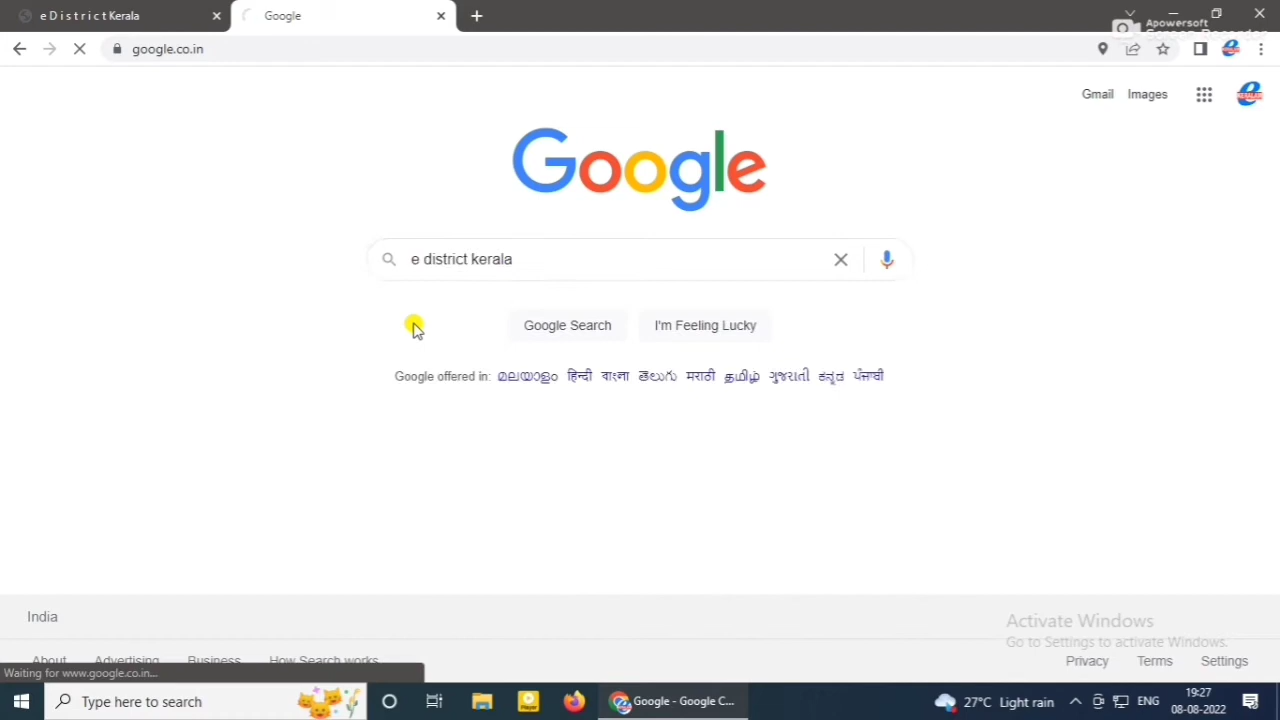 e District Kerala
Google
Apowersoft
Screen Recorder
google.co.in
Gmail Images
Google
e district kerala
Google Search I'm Feeling Lucky
Google offered in: മലയാളം हिन्दी বাংলা తెలుగు मराठी தமிழ் ગુજરાતી ಕನ್ನಡ ਪੰਜਾਬੀ
India
Activate Windows
Go to Settings to activate Windows.
About Advertising Business How Search works Privacy Terms Settings
Waiting for www.google.co.in...
Type here to search Google - Google C... 27°C Light rain ENG 19:27
08-08-2022